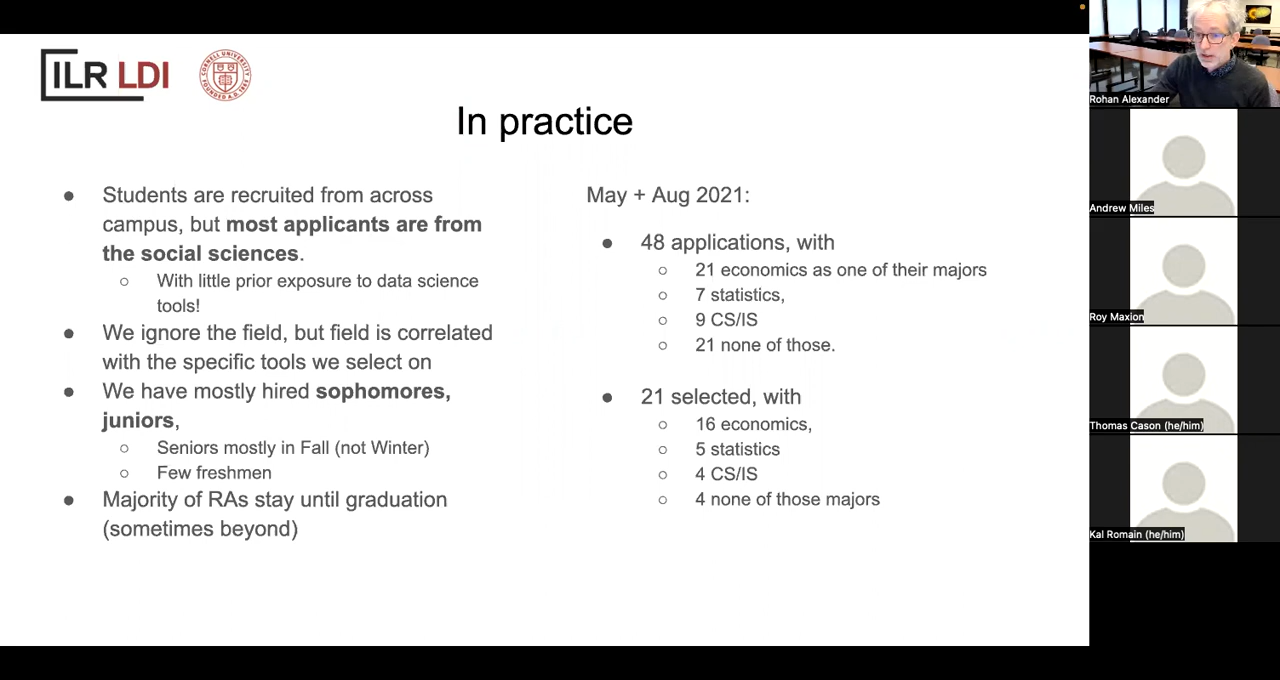 ILR LDI
CORNELL UNIVERSITY
FOUNDED A.D. 1865
In practice
● Students are recruited from across
campus, but most applicants are from
the social sciences.
○ With little prior exposure to data science
tools!
● We ignore the field, but field is correlated
with the specific tools we select on
● We have mostly hired sophomores,
juniors,
○ Seniors mostly in Fall (not Winter)
○ Few freshmen
● Majority of RAs stay until graduation
(sometimes beyond)
May + Aug 2021:
● 48 applications, with
○ 21 economics as one of their majors
○ 7 statistics,
○ 9 CS/IS
○ 21 none of those.
● 21 selected, with
○ 16 economics,
○ 5 statistics
○ 4 CS/IS
○ 4 none of those majors
Rohan Alexander
Andrew Miles
Roy Maxion
Thomas Cason (he/him)
Kal Romain (he/him)